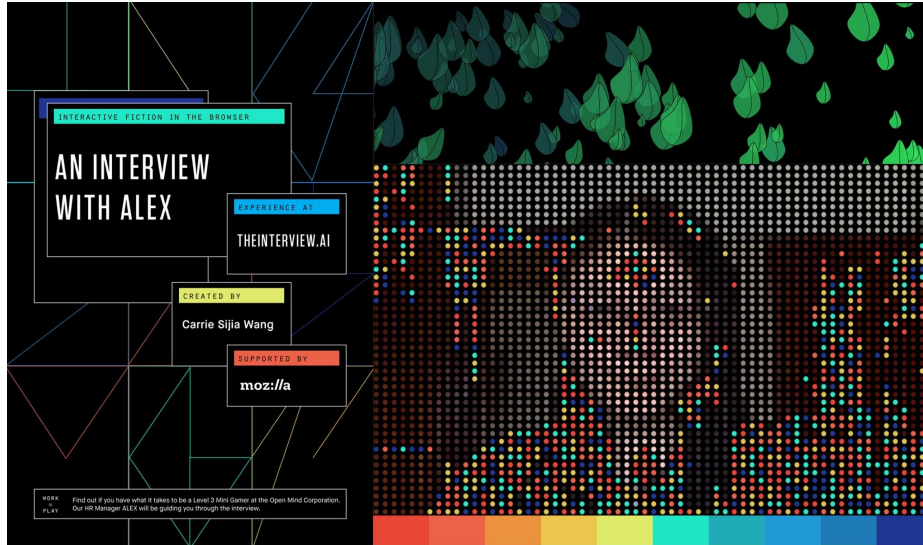 INTERACTIVE FICTION IN THE BROWSER
AN INTERVIEW
WITH ALEX
EXPERIENCE AT
THEINTERVIEW.AI
CREATED BY
Carrie Sijia Wang
SUPPORTED BY
moz://a
WORK
=
PLAY
Find out if you have what it takes to be a Level 3 Mini Gamer at the Open Mind Corporation.
Our HR Manager ALEX will be guiding you through the interview.